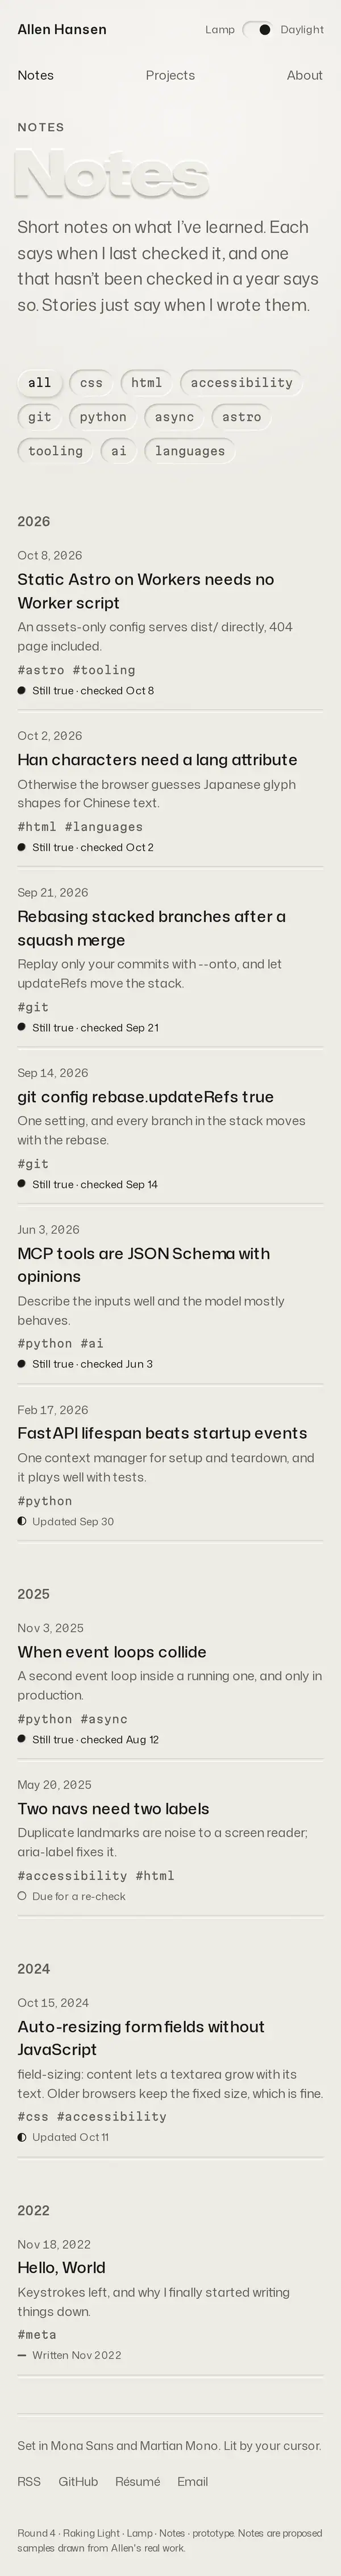 Allen Hansen
Lamp Daylight
Notes Projects About
NOTES
Notes
Short notes on what I’ve learned. Each
says when I last checked it, and one
that hasn’t been checked in a year says
so. Stories just say when I wrote them.
all css html accessibility
git python async astro
tooling ai languages
2026
Oct 8, 2026
Static Astro on Workers needs no
Worker script
An assets-only config serves dist/ directly, 404
page included.
#astro #tooling
Still true · checked Oct 8
Oct 2, 2026
Han characters need a lang attribute
Otherwise the browser guesses Japanese glyph
shapes for Chinese text.
#html #languages
Still true · checked Oct 2
Sep 21, 2026
Rebasing stacked branches after a
squash merge
Replay only your commits with --onto, and let
updateRefs move the stack.
#git
Still true · checked Sep 21
Sep 14, 2026
git config rebase.updateRefs true
One setting, and every branch in the stack moves
with the rebase.
#git
Still true · checked Sep 14
Jun 3, 2026
MCP tools are JSON Schema with
opinions
Describe the inputs well and the model mostly
behaves.
#python #ai
Still true · checked Jun 3
Feb 17, 2026
FastAPI lifespan beats startup events
One context manager for setup and teardown, and
it plays well with tests.
#python
Updated Sep 30
2025
Nov 3, 2025
When event loops collide
A second event loop inside a running one, and only in
production.
#python #async
Still true · checked Aug 12
May 20, 2025
Two navs need two labels
Duplicate landmarks are noise to a screen reader;
aria-label fixes it.
#accessibility #html
Due for a re-check
2024
Oct 15, 2024
Auto-resizing form fields without
JavaScript
field-sizing: content lets a textarea grow with its
text. Older browsers keep the fixed size, which is fine.
#css #accessibility
Updated Oct 11
2022
Nov 18, 2022
Hello, World
Keystrokes left, and why I finally started writing
things down.
#meta
Written Nov 2022
Set in Mona Sans and Martian Mono. Lit by your cursor.
RSS GitHub Résumé Email
Round 4 · Raking Light · Lamp · Notes · prototype. Notes are proposed
samples drawn from Allen's real work.